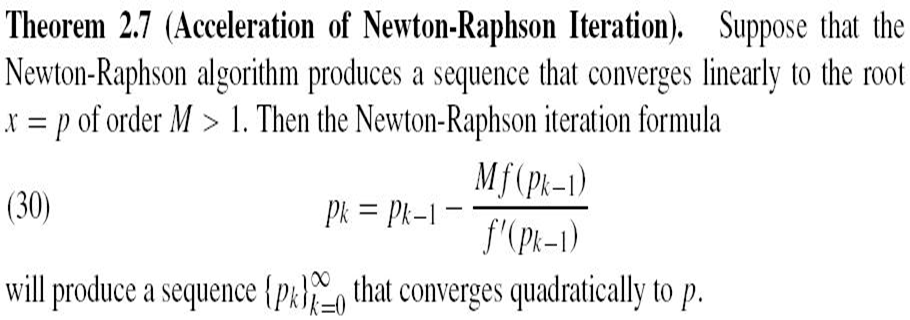 Theorem 2.7 (Acceleration of Newton-Raphson Iteration). Suppose that the
Newton-Raphson algorithm produces a sequence that converges linearly to the root
x = p of order M > 1. Then the Newton-Raphson iteration formula
(30) p_k = p_{k−1} − \frac{M f(p_{k−1})}{f'(p_{k−1})}
will produce a sequence {p_k}_{k=0}^{∞} that converges quadratically to p.